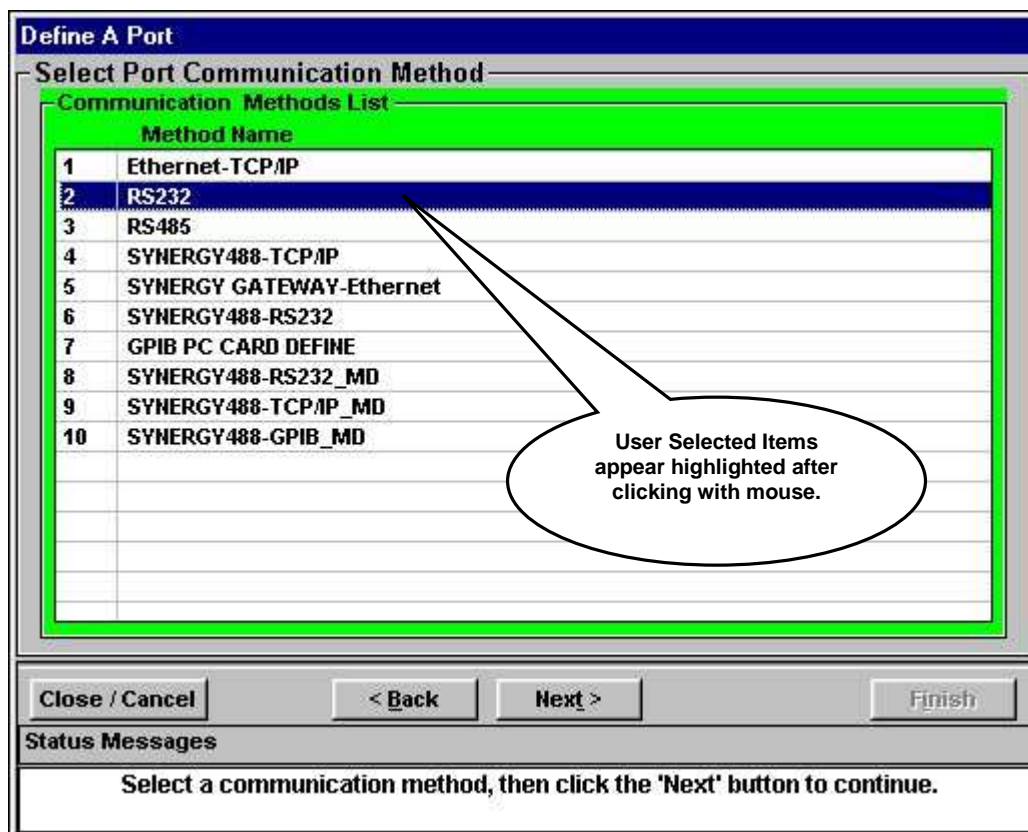 Define A Port
Select Port Communication Method
Communication Methods List
Method Name
1 Ethernet-TCP/IP
2 RS232
3 RS485
4 SYNERGY488-TCP/IP
5 SYNERGY GATEWAY-Ethernet
6 SYNERGY488-RS232
7 GPIB PC CARD DEFINE
8 SYNERGY488-RS232_MD
9 SYNERGY488-TCP/IP_MD
10 SYNERGY488-GPIB_MD
User Selected Items
appear highlighted after
clicking with mouse.
Close / Cancel < Back Next > Finish
Status Messages
Select a communication method, then click the 'Next' button to continue.